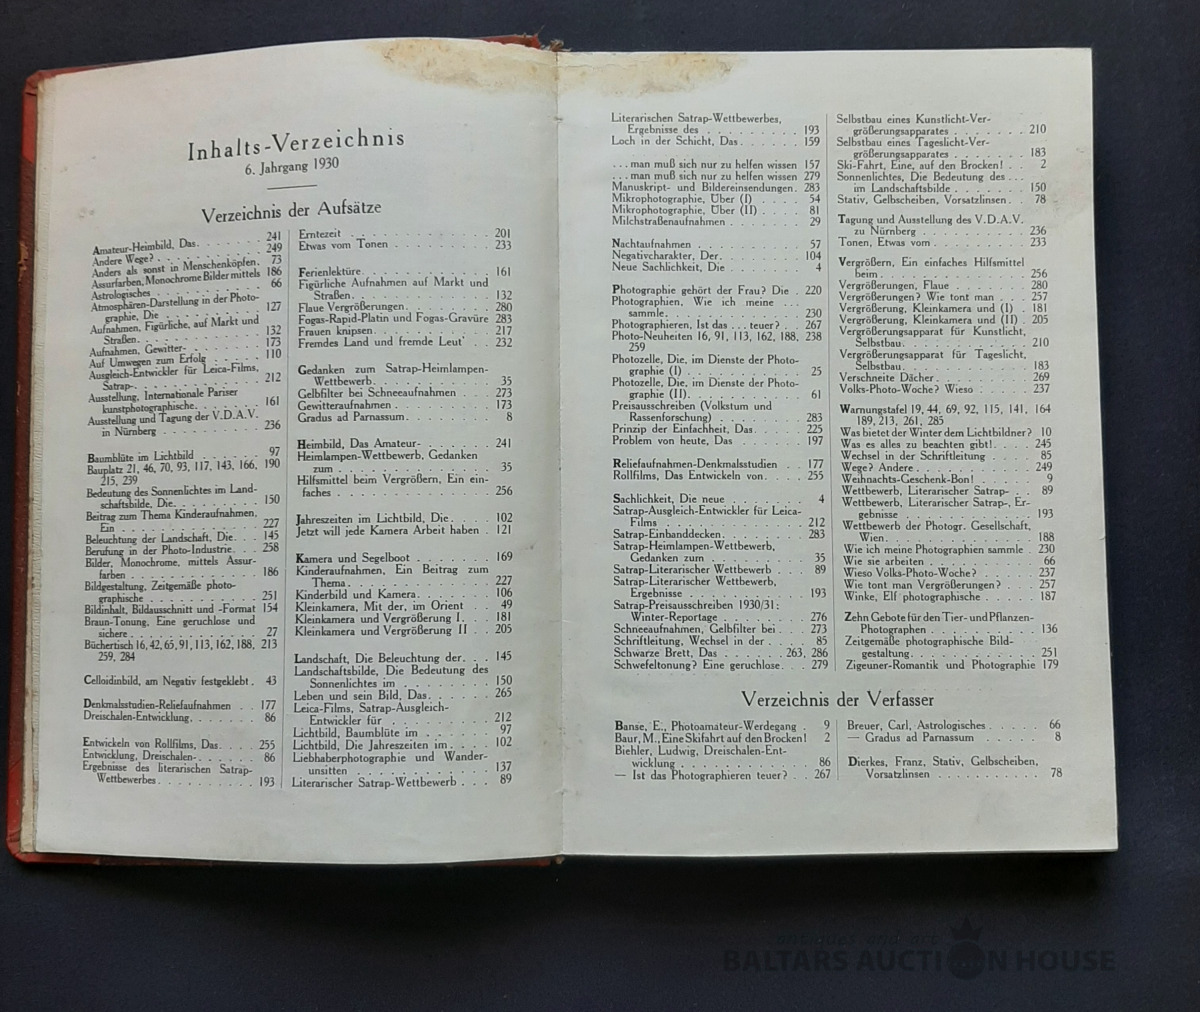 Inhalts-Verzeichnis
6. Jahrgang 1930
Verzeichnis der Aufsätze
Amateur-Heimbild, Das. . . . . . . . 241
Andere Wege? . . . . . . . . . . 249
Anders als sonst in Menschenköpfen. 73
Assurfarben, Monochrome Bilder mittels 186
Astrologisches . . . . . . . . . . 66
Atmosphären-Darstellung in der Photo-
graphie, Die . . . . . . . . . 127
Aufnahmen, Figürliche, auf Markt und
Straßen. . . . . . . . . . . 132
Aufnahmen, Gewitter- . . . . . . . 173
Auf Umwegen zum Erfolg . . . . . . 110
Ausgleich-Entwickler für Leica-Films,
Satrap-. . . . . . . . . . . 212
Ausstellung, Internationale Pariser
kunstphotographische. . . . . . . 161
Ausstellung und Tagung der V.D.A.V.
in Nürnberg . . . . . . . . . 236
Baumblüte im Lichtbild . . . . . . 97
Bauplatz 21, 46, 70, 93, 117, 143, 166, 190
215, 239
Bedeutung des Sonnenlichtes im Land-
schaftsbilde, Die. . . . . . . . 150
Beitrag zum Thema Kinderaufnahmen,
Ein . . . . . . . . . . . . 227
Beleuchtung der Landschaft, Die. . . 145
Berufung in der Photo-Industrie. . . 258
Bilder, Monochrome, mittels Assur-
farben . . . . . . . . . . . 186
Bildgestaltung, Zeitgemäße photo-
graphische . . . . . . . . . . 251
Bildinhalt, Bildausschnitt und -Format 154
Braun-Tonung, Eine geruchlose und
sichere. . . . . . . . . . . 27
Büchertisch 16, 42, 65, 91, 113, 162, 188, 213
259, 284
Celloidinbild, am Negativ festgeklebt . 43
Denkmalsstudien-Reliefaufnahmen . . 177
Dreischalen-Entwicklung. . . . . . . 86
Entwickeln von Rollfilms, Das. . . . 255
Entwicklung, Dreischalen- . . . . . . 86
Ergebnisse des literarischen Satrap-
Wettbewerbes. . . . . . . . . . 193
Erntezeit . . . . . . . . . . . 201
Etwas vom Tonen . . . . . . . . 233
Ferienlektüre. . . . . . . . . . . 161
Figürliche Aufnahmen auf Markt und
Straßen. . . . . . . . . . . 132
Flaue Vergrößerungen. . . . . . . . 280
Fogas-Rapid-Platin und Fogas-Gravüre 283
Frauen knipsen. . . . . . . . . . 217
Fremdes Land und fremde Leut' . . . 232
Gedanken zum Satrap-Heimlampen-
Wettbewerb. . . . . . . . . . . 35
Gelbfilter bei Schneeaufnahmen . . . 273
Gewitteraufnahmen . . . . . . . . 173
Gradus ad Parnassum. . . . . . . . 8
Heimbild, Das Amateur- . . . . . . 241
Heimlampen-Wettbewerb, Gedanken
zum . . . . . . . . . . . . 35
Hilfsmittel beim Vergrößern, Ein ein-
faches . . . . . . . . . . . 256
Jahreszeiten im Lichtbild, Die. . . . 102
Jetzt will jede Kamera Arbeit haben . 121
Kamera und Segelboot . . . . . . . 169
Kinderaufnahmen, Ein Beitrag zum
Thema. . . . . . . . . . . . 227
Kinderbild und Kamera. . . . . . . 106
Kleinkamera, Mit der, im Orient . . 49
Kleinkamera und Vergrößerung I. . . 181
Kleinkamera und Vergrößerung II . . 205
Landschaft, Die Beleuchtung der. . . 145
Landschaftsbilde, Die Bedeutung des
Sonnenlichtes im . . . . . . . . 150
Leben und sein Bild, Das. . . . . . 265
Leica-Films, Satrap-Ausgleich-
Entwickler für . . . . . . . . 212
Lichtbild, Baumblüte im . . . . . . 97
Lichtbild, Die Jahreszeiten im. . . . 102
Liebhaberphotographie und Wander-
unsitten . . . . . . . . . . 137
Literarischer Satrap-Wettbewerb . . . 89
Literarischen Satrap-Wettbewerbes,
Ergebnisse des . . . . . . . . 193
Loch in der Schicht, Das. . . . . . 159
. . . man muß sich nur zu helfen wissen 157
. . . man muß sich nur zu helfen wissen 279
Manuskript- und Bildereinsendungen. 283
Mikrophotographie, Über (I) . . . . 54
Mikrophotographie, Über (II) . . . . 81
Milchstraßenaufnahmen . . . . . . . 29
Nachtaufnahmen . . . . . . . . . 57
Negativcharakter, Der. . . . . . . . 104
Neue Sachlichkeit, Die . . . . . . . 4
Photographie gehört der Frau? Die . 220
Photographien, Wie ich meine . . .
sammle. . . . . . . . . . . . 230
Photographieren, Ist das . . . teuer? . 267
Photo-Neuheiten 16, 91, 113, 162, 188, 238
259
Photozelle, Die, im Dienste der Photo-
graphie (I) . . . . . . . . . 25
Photozelle, Die, im Dienste der Photo-
graphie (II). . . . . . . . . . 61
Preisausschreiben (Volkstum und
Rassenforschung) . . . . . . . . 283
Prinzip der Einfachheit, Das. . . . . 225
Problem von heute, Das . . . . . . 197
Reliefaufnahmen-Denkmalsstudien . . 177
Rollfilms, Das Entwickeln von. . . . 255
Sachlichkeit, Die neue . . . . . . . 4
Satrap-Ausgleich-Entwickler für Leica-
Films . . . . . . . . . . . 212
Satrap-Einbanddecken. . . . . . . . 283
Satrap-Heimlampen-Wettbewerb,
Gedanken zum . . . . . . . . . 35
Satrap-Literarischer Wettbewerb . . . 89
Satrap-Literarischer Wettbewerb,
Ergebnisse . . . . . . . . . . 193
Satrap-Preisausschreiben 1930/31:
Winter-Reportage . . . . . . . . 276
Schneeaufnahmen, Gelbfilter bei . . . 273
Schriftleitung, Wechsel in der. . . . 85
Schwarze Brett, Das . . . . . . 263, 286
Schwefeltonung? Eine geruchlose. . . 279
Selbstbau eines Kunstlicht-Ver-
größerungsapparates . . . . . . . 210
Selbstbau eines Tageslicht-Ver-
größerungsapparates . . . . . . . 183
Ski-Fahrt, Eine, auf den Brocken! . . 2
Sonnenlichtes, Die Bedeutung des . . .
im Landschaftsbilde . . . . . . . 150
Stativ, Gelbscheiben, Vorsatzlinsen . 78
Tagung und Ausstellung des V.D.A.V.
zu Nürnberg . . . . . . . . . 236
Tonen, Etwas vom . . . . . . . . 233
Vergrößern, Ein einfaches Hilfsmittel
beim . . . . . . . . . . . . 256
Vergrößerungen, Flaue . . . . . . . 280
Vergrößerungen? Wie tont man . . . 257
Vergrößerung, Kleinkamera und (I) . 181
Vergrößerung, Kleinkamera und (II) . 205
Vergrößerungsapparat für Kunstlicht,
Selbstbau. . . . . . . . . . . 210
Vergrößerungsapparat für Tageslicht,
Selbstbau. . . . . . . . . . . 183
Verschneite Dächer. . . . . . . . . 269
Volks-Photo-Woche? Wieso . . . . . 237
Warnungstafel 19, 44, 69, 92, 115, 141, 164
189, 213, 261, 285
Was bietet der Winter dem Lichtbildner? 10
Was es alles zu beachten gibt!. . . . 245
Wechsel in der Schriftleitung . . . . 85
Wege? Andere . . . . . . . . . . 249
Weihnachts-Geschenk-Bon! . . . . . 9
Wettbewerb, Literarischer Satrap- . . 89
Wettbewerb, Literarischer Satrap-, Er-
gebnisse . . . . . . . . . . 193
Wettbewerb der Photogr. Gesellschaft,
Wien. . . . . . . . . . . . 188
Wie ich meine Photographien sammle . 230
Wie sie arbeiten . . . . . . . . . 66
Wieso Volks-Photo-Woche? . . . . . 237
Wie tont man Vergrößerungen? . . . 257
Winke, Elf photographische . . . . . 187
Zehn Gebote für den Tier- und Pflanzen-
Photographen . . . . . . . . . 136
Zeitgemäße photographische Bild-
gestaltung. . . . . . . . . . . 251
Zigeuner-Romantik und Photographie 179
Verzeichnis der Verfasser
Banse, E., Photoamateur-Werdegang . 9
Baur, M., Eine Skifahrt auf den Brocken! 2
Biehler, Ludwig, Dreischalen-Ent-
wicklung . . . . . . . . . . 86
— Ist das Photographieren teuer? . . 267
Breuer, Carl, Astrologisches . . . . . 66
— Gradus ad Parnassum . . . . . . 8
Dierkes, Franz, Stativ, Gelbscheiben,
Vorsatzlinsen . . . . . . . . . 78
BALTARS AUCTION HOUSE